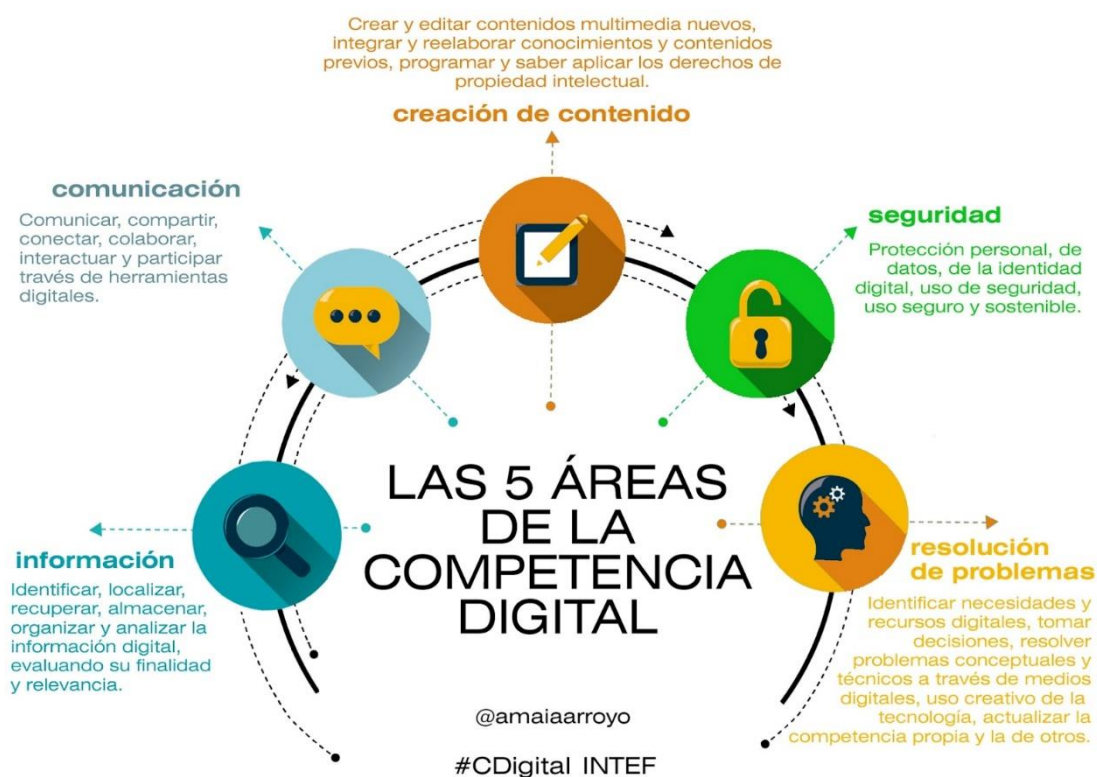 Crear y editar contenidos multimedia nuevos,
integrar y reelaborar conocimientos y contenidos
previos, programar y saber aplicar los derechos de
propiedad intelectual.
creación de contenido
comunicación
Comunicar, compartir,
conectar, colaborar,
interactuar y participar
través de herramientas
digitales.
seguridad
Protección personal, de
datos, de la identidad
digital, uso de seguridad,
uso seguro y sostenible.
información
Identificar, localizar,
recuperar, almacenar,
organizar y analizar la
información digital,
evaluando su finalidad
y relevancia.
LAS 5 ÁREAS
DE LA
COMPETENCIA
DIGITAL
resolución
de problemas
Identificar necesidades y
recursos digitales, tomar
decisiones, resolver
problemas conceptuales y
técnicos a través de medios
digitales, uso creativo de la
tecnología, actualizar la
competencia propia y la de otros.
@amaiaarroyo
#CDigital INTEF